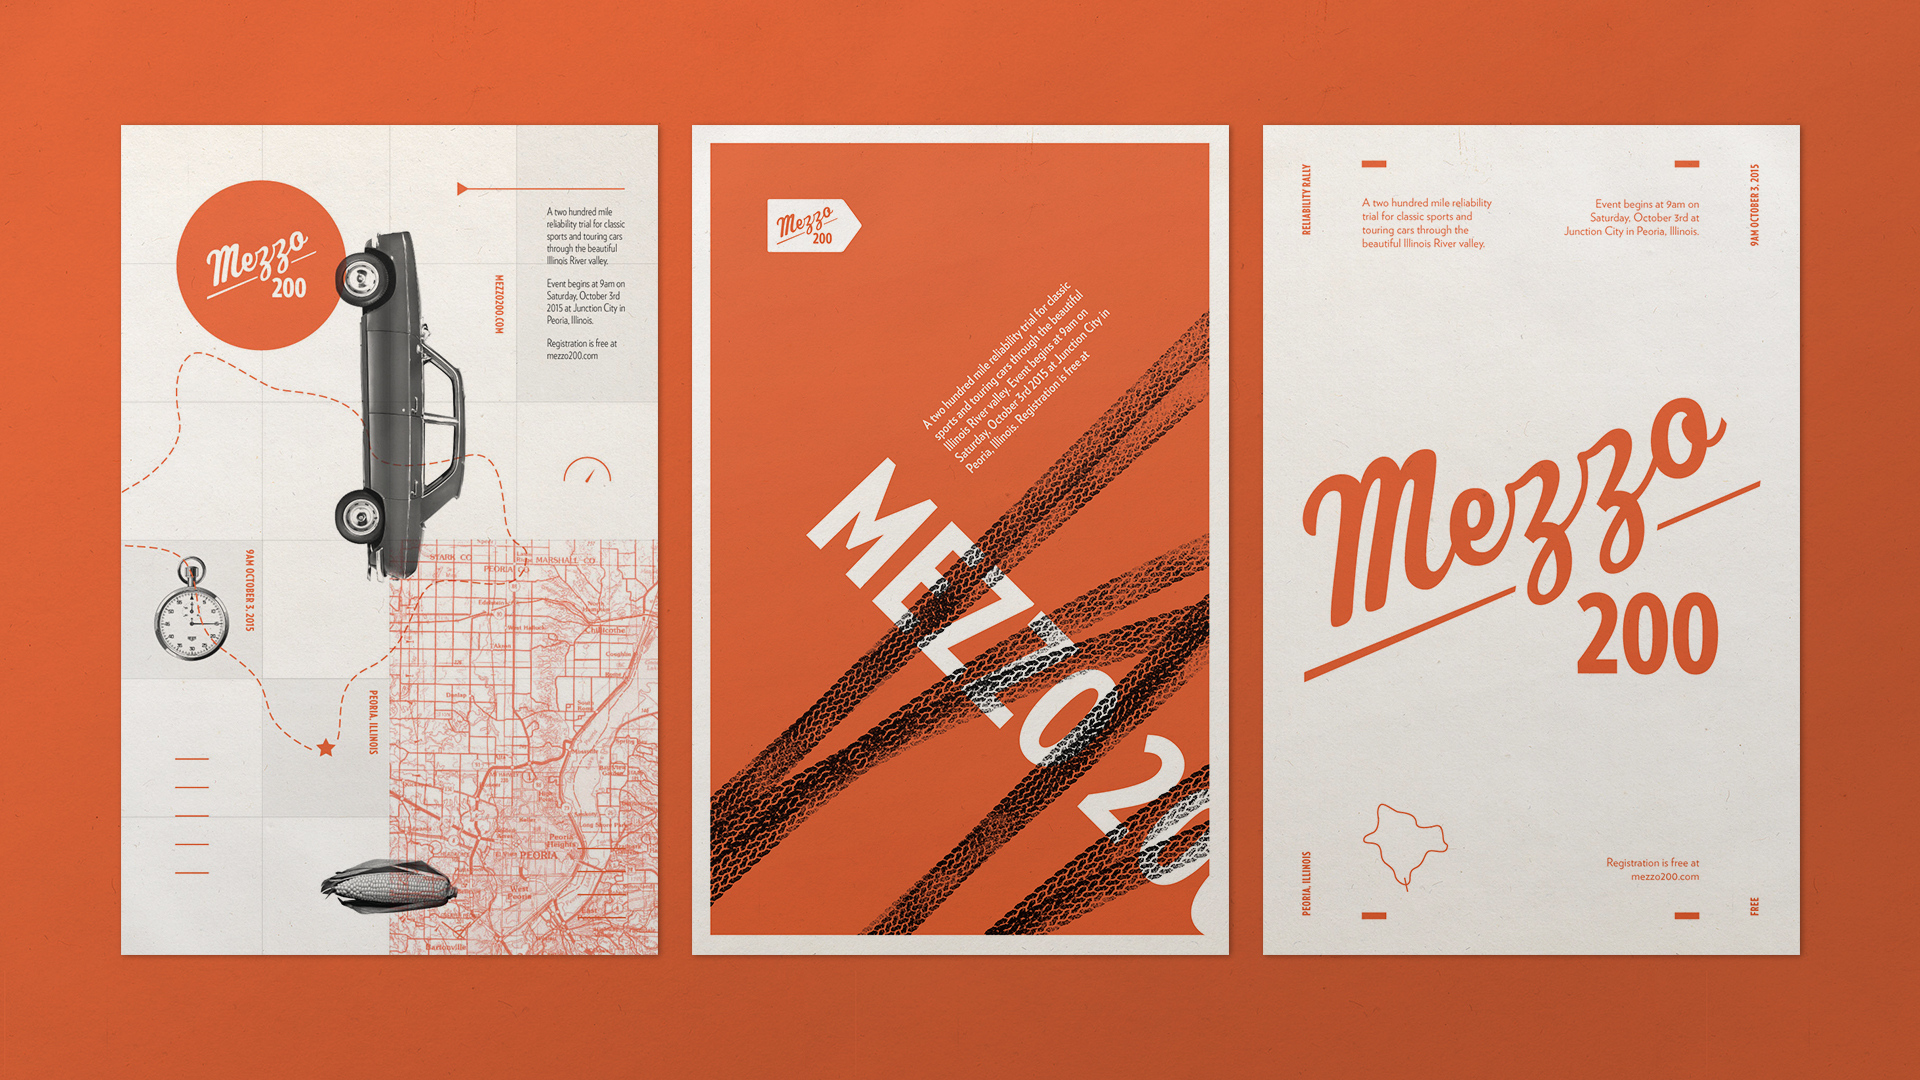 Mezzo
200
A two hundred mile
reliability trial for classic
sports and touring cars
through the beautiful
Illinois River valley.
Event begins at 9am on
Saturday, October 3rd
2015 at Junction City in
Peoria, Illinois.
Registration is free at
mezzo200.com
MEZZO200.COM
9AM OCTOBER 3, 2015
PEORIA, ILLINOIS
STARK CO
MARSHALL CO
PEORIA CO
Chillicothe
Dunlap
Peoria
Heights
PEORIA
West
Peoria
East
Bartonville
Mezzo
200
A two hundred mile reliability trial for classic
sports and touring cars through the beautiful
Illinois River valley. Event begins at 9am on
Saturday, October 3rd 2015 at Junction City in
Peoria, Illinois. Registration is free at
MEZZO 20
RELIABILITY RALLY
A two hundred mile reliability
trial for classic sports and
touring cars through the
beautiful Illinois River valley.
Event begins at 9am on
Saturday, October 3rd at
Junction City in Peoria, Illinois.
9AM OCTOBER 3, 2015
Mezzo
200
PEORIA, ILLINOIS
Registration is free at
mezzo200.com
FREE